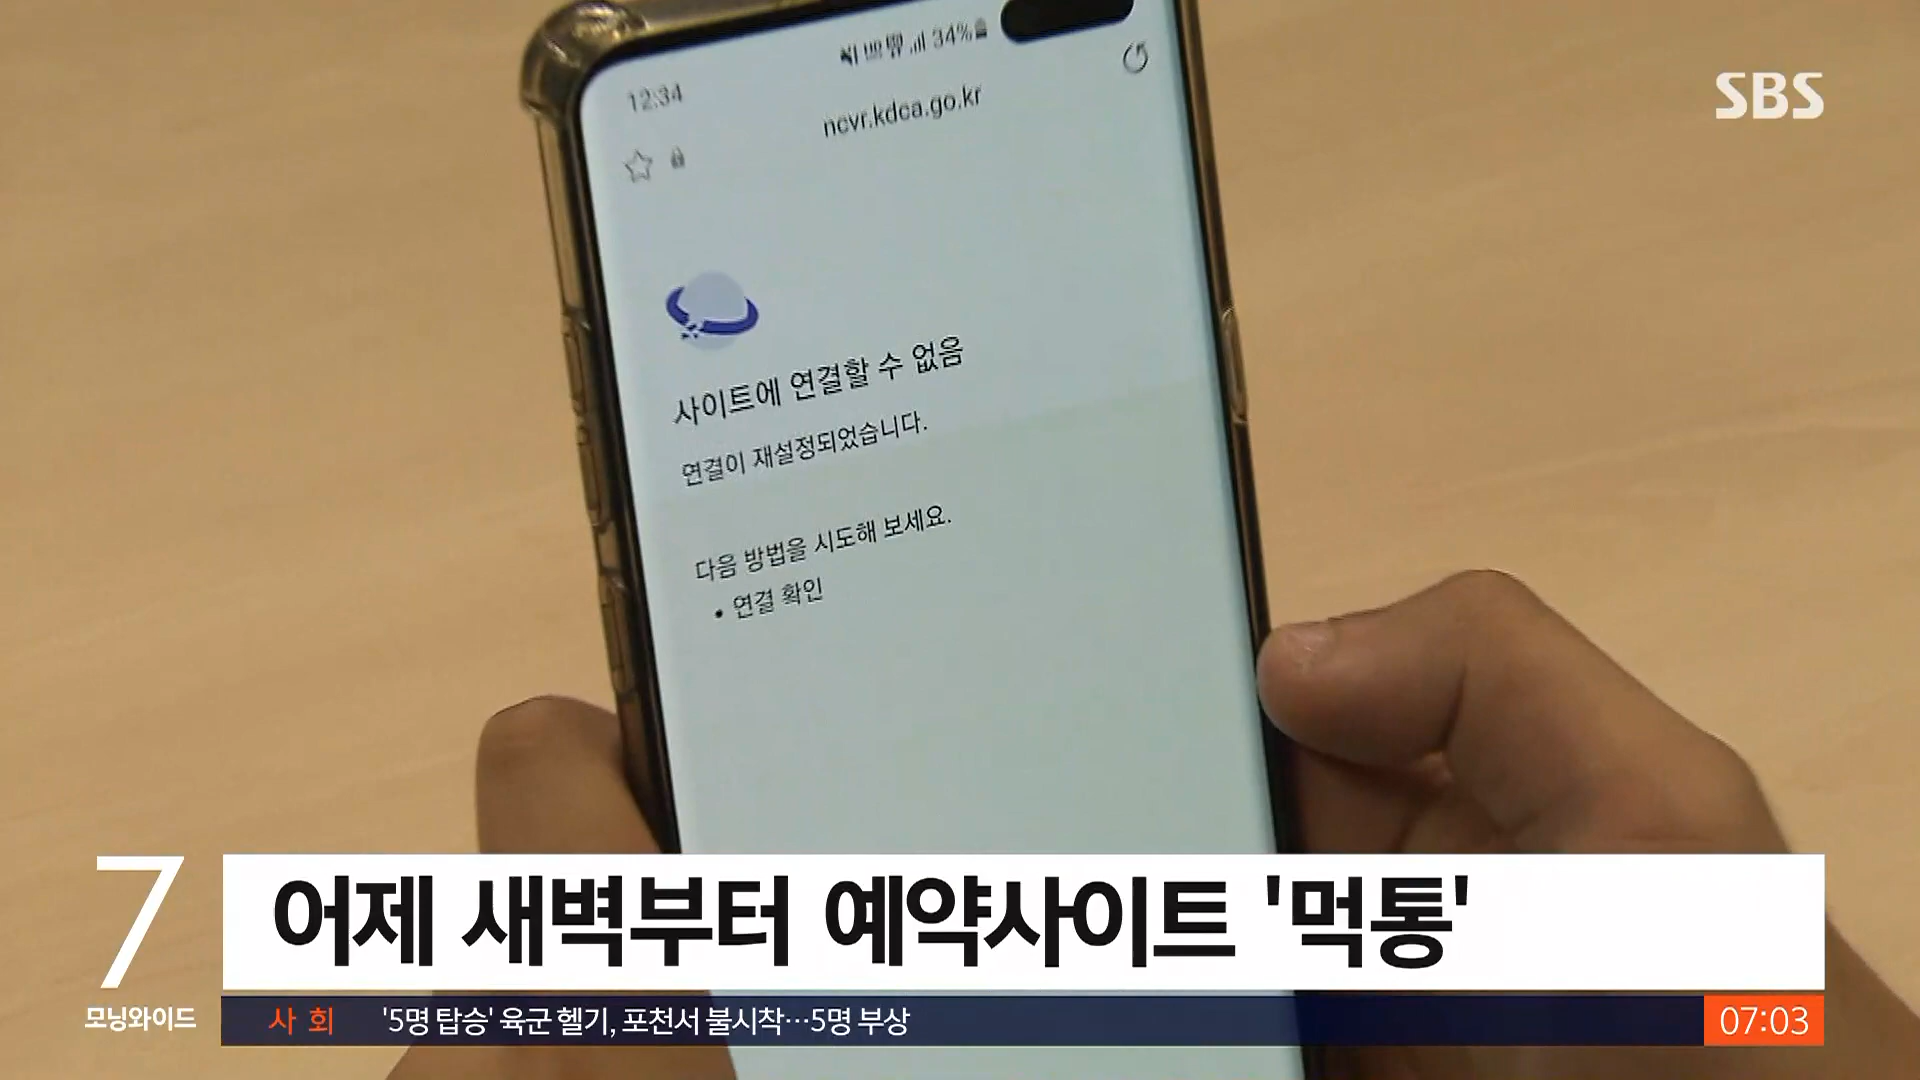 12:34
34%
ncvr.kdca.go.kr
SBS
사이트에 연결할 수 없음
연결이 재설정되었습니다.
다음 방법을 시도해 보세요.
• 연결 확인
7
어제 새벽부터 예약사이트 '먹통'
모닝와이드
사회 '5명 탑승' 육군 헬기, 포천서 불시착…5명 부상
07:03